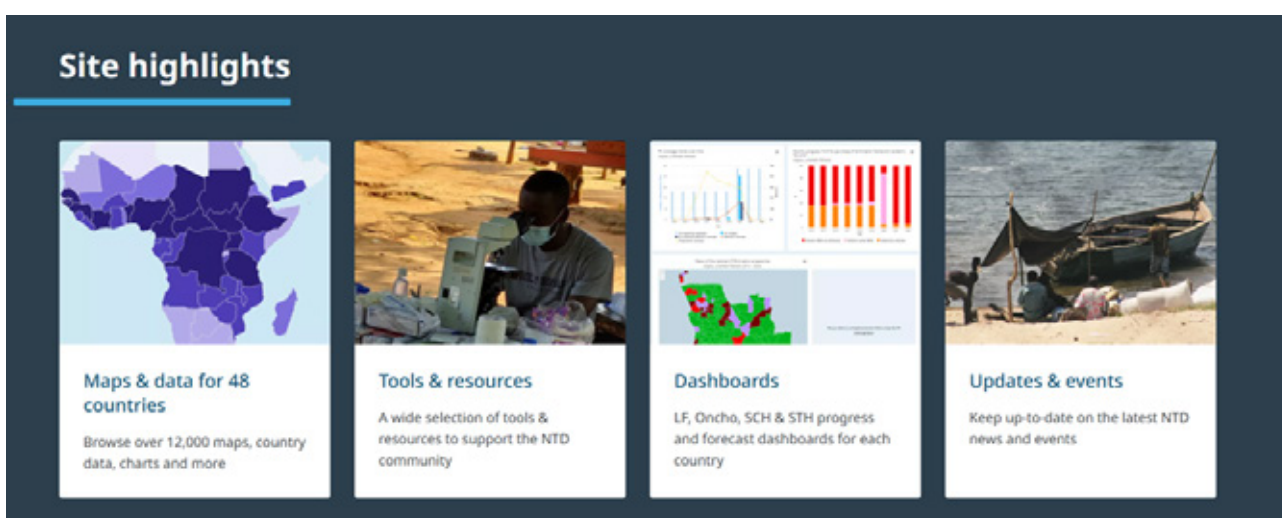 Site highlights
Maps & data for 48
countries
Browse over 12,000 maps, country
data, charts and more
Tools & resources
A wide selection of tools &
resources to support the NTD
community
Dashboards
LF, Oncho, SCH & STH progress
and forecast dashboards for each
country
Updates & events
Keep up-to-date on the latest NTD
news and events